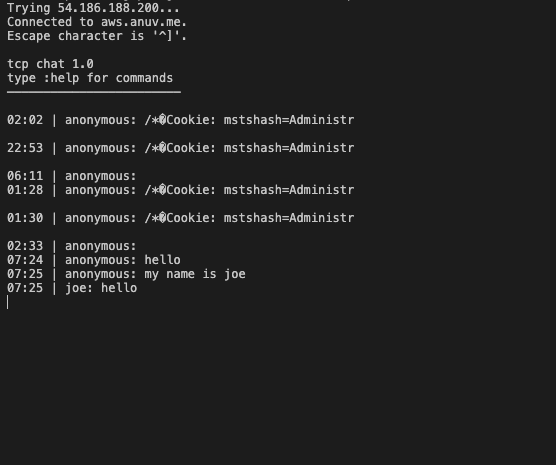 Trying 54.186.188.200...
Connected to aws.anuv.me.
Escape character is '^]'.
tcp chat 1.0
type :help for commands
02:02 | anonymous: /*�Cookie: mstshash=Administr
22:53 | anonymous: /*�Cookie: mstshash=Administr
06:11 | anonymous:
01:28 | anonymous: /*�Cookie: mstshash=Administr
01:30 | anonymous: /*�Cookie: mstshash=Administr
02:33 | anonymous:
07:24 | anonymous: hello
07:25 | anonymous: my name is joe
07:25 | joe: hello